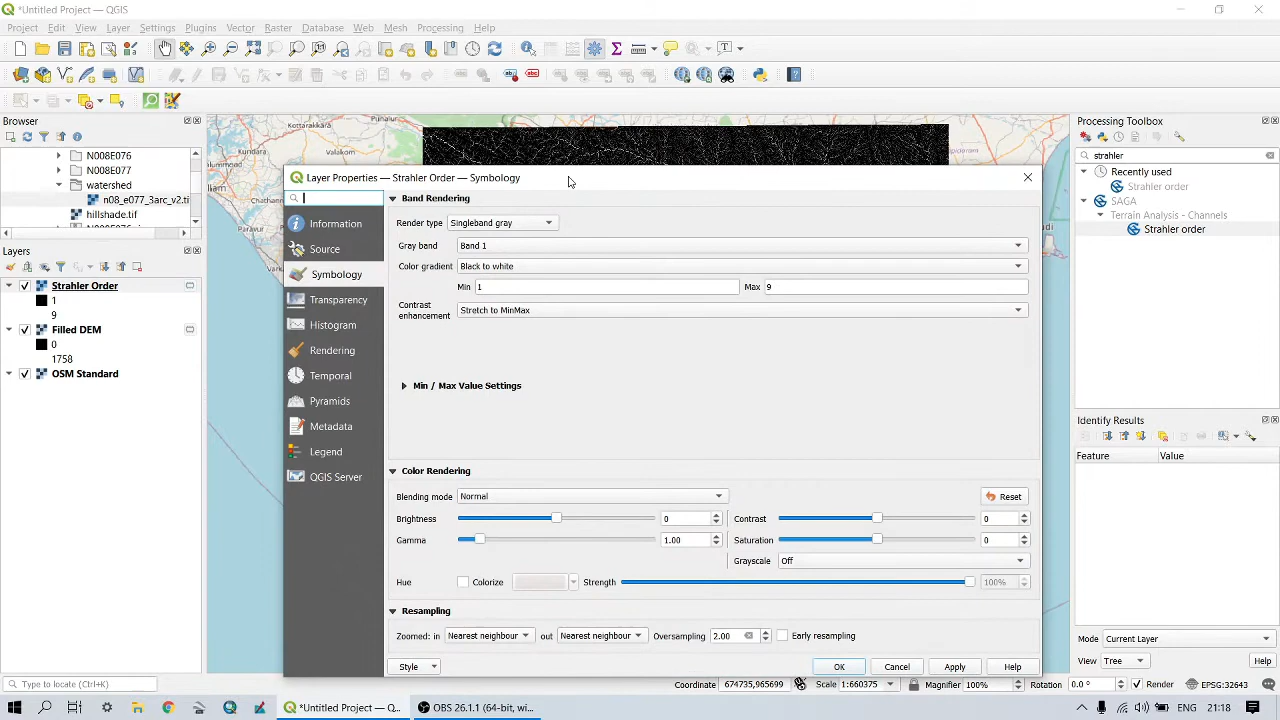 *Untitled Project — QGIS
Project Edit View Layer Settings Plugins Vector Raster Database Web Mesh Processing Help
Browser
N008E076
N008E077
watershed
n08_e077_3arc_v2.ti
hillshade.tif
Layers
Strahler Order
1
9
Filled DEM
0
1758
OSM Standard
Kottarakkara
Punalur
Valakom
Layer Properties — Strahler Order — Symbology
Information
Source
Symbology
Transparency
Histogram
Rendering
Temporal
Pyramids
Metadata
Legend
QGIS Server
Band Rendering
Render type Singleband gray
Gray band Band 1
Color gradient Black to white
Min 1 Max 9
Contrast enhancement Stretch to MinMax
Min / Max Value Settings
Color Rendering
Blending mode Normal Reset
Brightness 0 Contrast 0
Gamma 1.00 Saturation 0
Grayscale Off
Hue Colorize Strength 100%
Resampling
Zoomed: in Nearest neighbour out Nearest neighbour Oversampling 2.00 Early resampling
Style OK Cancel Apply Help
Processing Toolbox
strahler
Recently used
Strahler order
SAGA
Terrain Analysis - Channels
Strahler order
Identify Results
Feature Value
Mode Current Layer
View Tree Help
Type to locate (Ctrl+K) Coordinate 674735,965699 Scale 1:660375 Magnifier 100% Rotation 0.0 ° Render EPSG:32643
*Untitled Project — QGIS OBS 26.1.1 (64-bit, wi... ENG 21:18